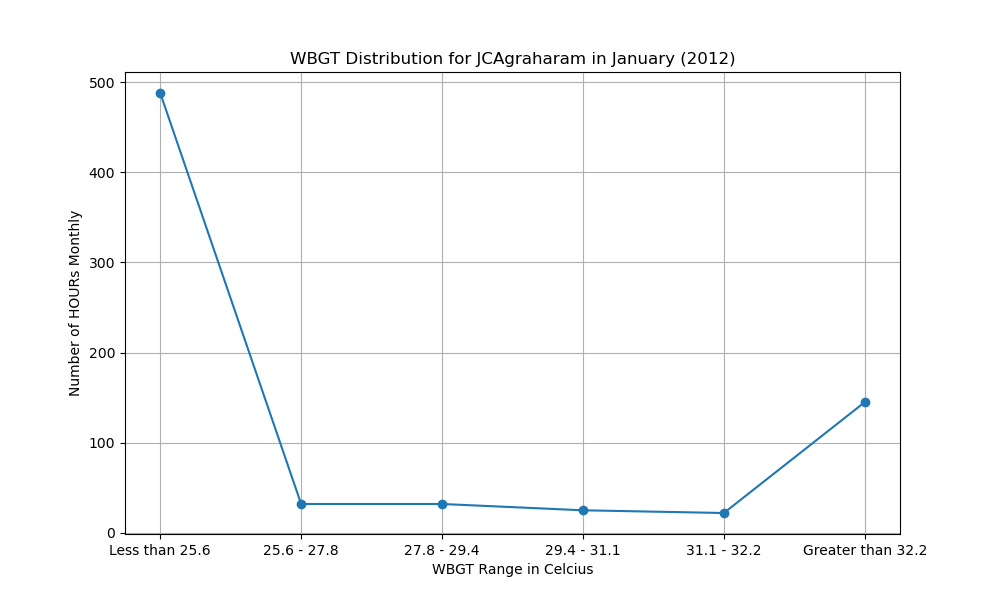 WBGT Distribution for JCAgraharam in January (2012)
500
400
300
200
100
0
Number of HOURs Monthly
Less than 25.6 25.6 - 27.8 27.8 - 29.4 29.4 - 31.1 31.1 - 32.2 Greater than 32.2
WBGT Range in Celcius